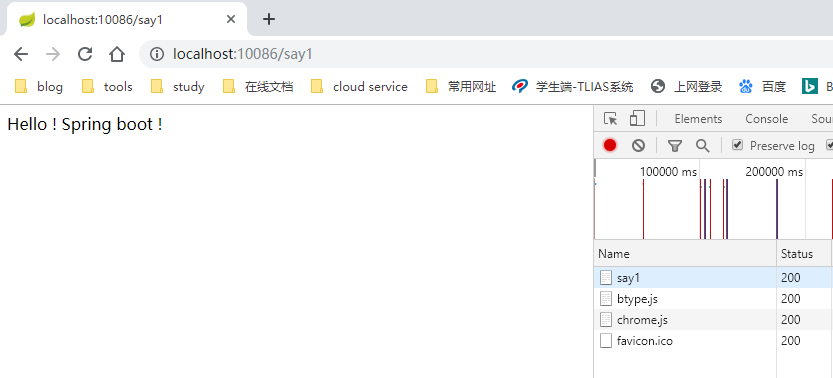 localhost:10086/say1
localhost:10086/say1
blog tools study 在线文档 cloud service 常用网址 学生端-TLIAS系统 上网登录 百度 B
Hello ! Spring boot !
Elements Console Sou
Preserve log
100000 ms 200000 ms
Name Status
say1 200
btype.js 200
chrome.js 200
favicon.ico 200